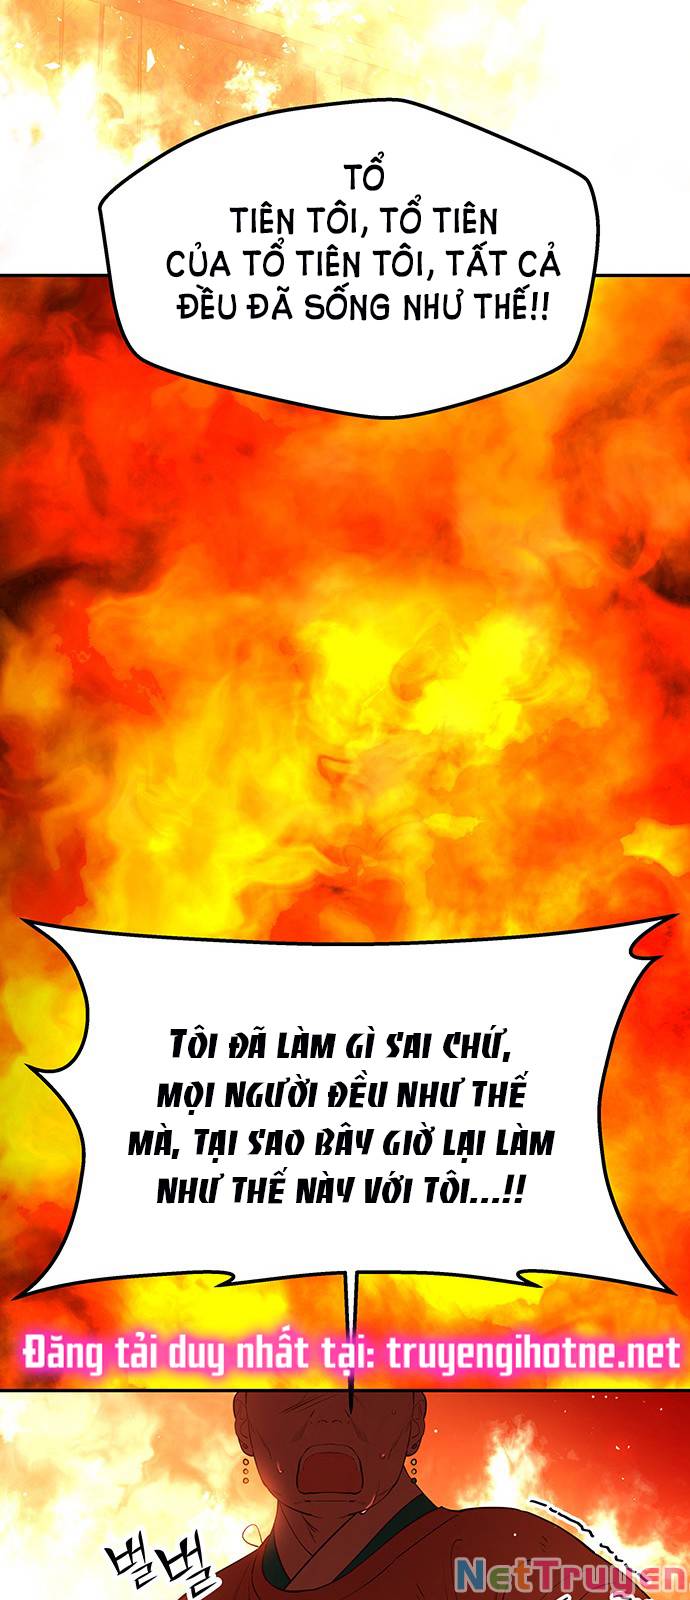 TỔ
TIÊN TÔI, TỔ TIÊN
CỦA TỔ TIÊN TÔI, TẤT CẢ
ĐỀU ĐÃ SỐNG NHƯ THẾ!!
TÔI ĐÃ LÀM GÌ SAI CHỨ,
MỌI NGƯỜI ĐỀU NHƯ THẾ
MÀ, TẠI SAO BÂY GIỜ LẠI LÀM
NHƯ THẾ NÀY VỚI TÔI...!!
Đăng tải duy nhất tại: truyengihotne.net
벌벌
NetTruyen